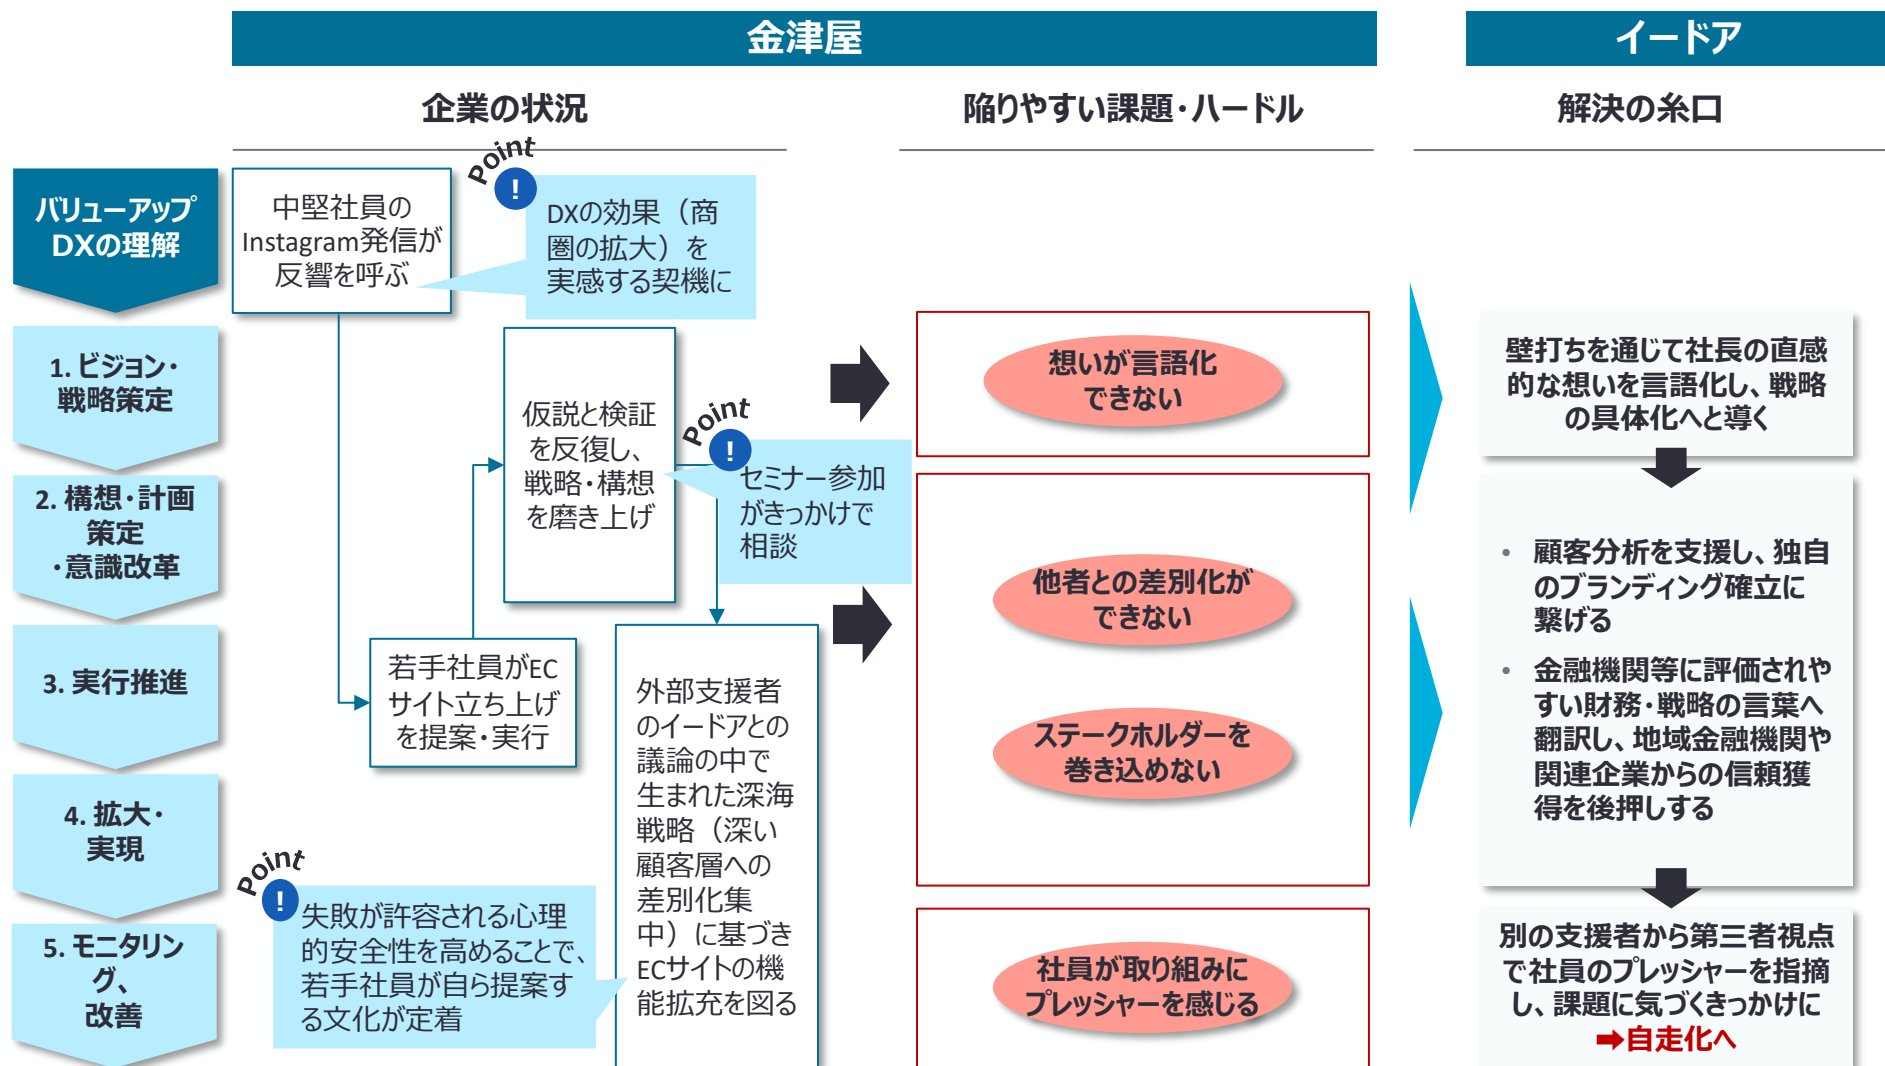 金津屋
イードア
企業の状況
陥りやすい課題・ハードル
解決の糸口
バリューアップ
DXの理解
中堅社員の
Instagram発信が
反響を呼ぶ
Point
!
DXの効果（商
圏の拡大）を
実感する契機に
1. ビジョン・
戦略策定
仮説と検証
を反復し、
戦略・構想
を磨き上げ
Point
!
セミナー参加
がきっかけで
相談
想いが言語化
できない
壁打ちを通じて社長の直感
的な想いを言語化し、戦略
の具体化へと導く
2. 構想・計画
策定
・意識改革
他者との差別化が
できない
• 顧客分析を支援し、独自
のブランディング確立に
繋げる
3. 実行推進
若手社員がEC
サイト立ち上げ
を提案・実行
外部支援者
のイードアとの
議論の中で
生まれた深海
戦略（深い
顧客層への
差別化集
中）に基づき
ECサイトの機
能拡充を図る
ステークホルダーを
巻き込めない
• 金融機関等に評価されや
すい財務・戦略の言葉へ
翻訳し、地域金融機関や
関連企業からの信頼獲
得を後押しする
4. 拡大・
実現
Point
!
失敗が許容される心理
的安全性を高めることで、
若手社員が自ら提案す
る文化が定着
5. モニタリン
グ、
改善
社員が取り組みに
プレッシャーを感じる
別の支援者から第三者視点
で社員のプレッシャーを指摘
し、課題に気づくきっかけに
➡自走化へ